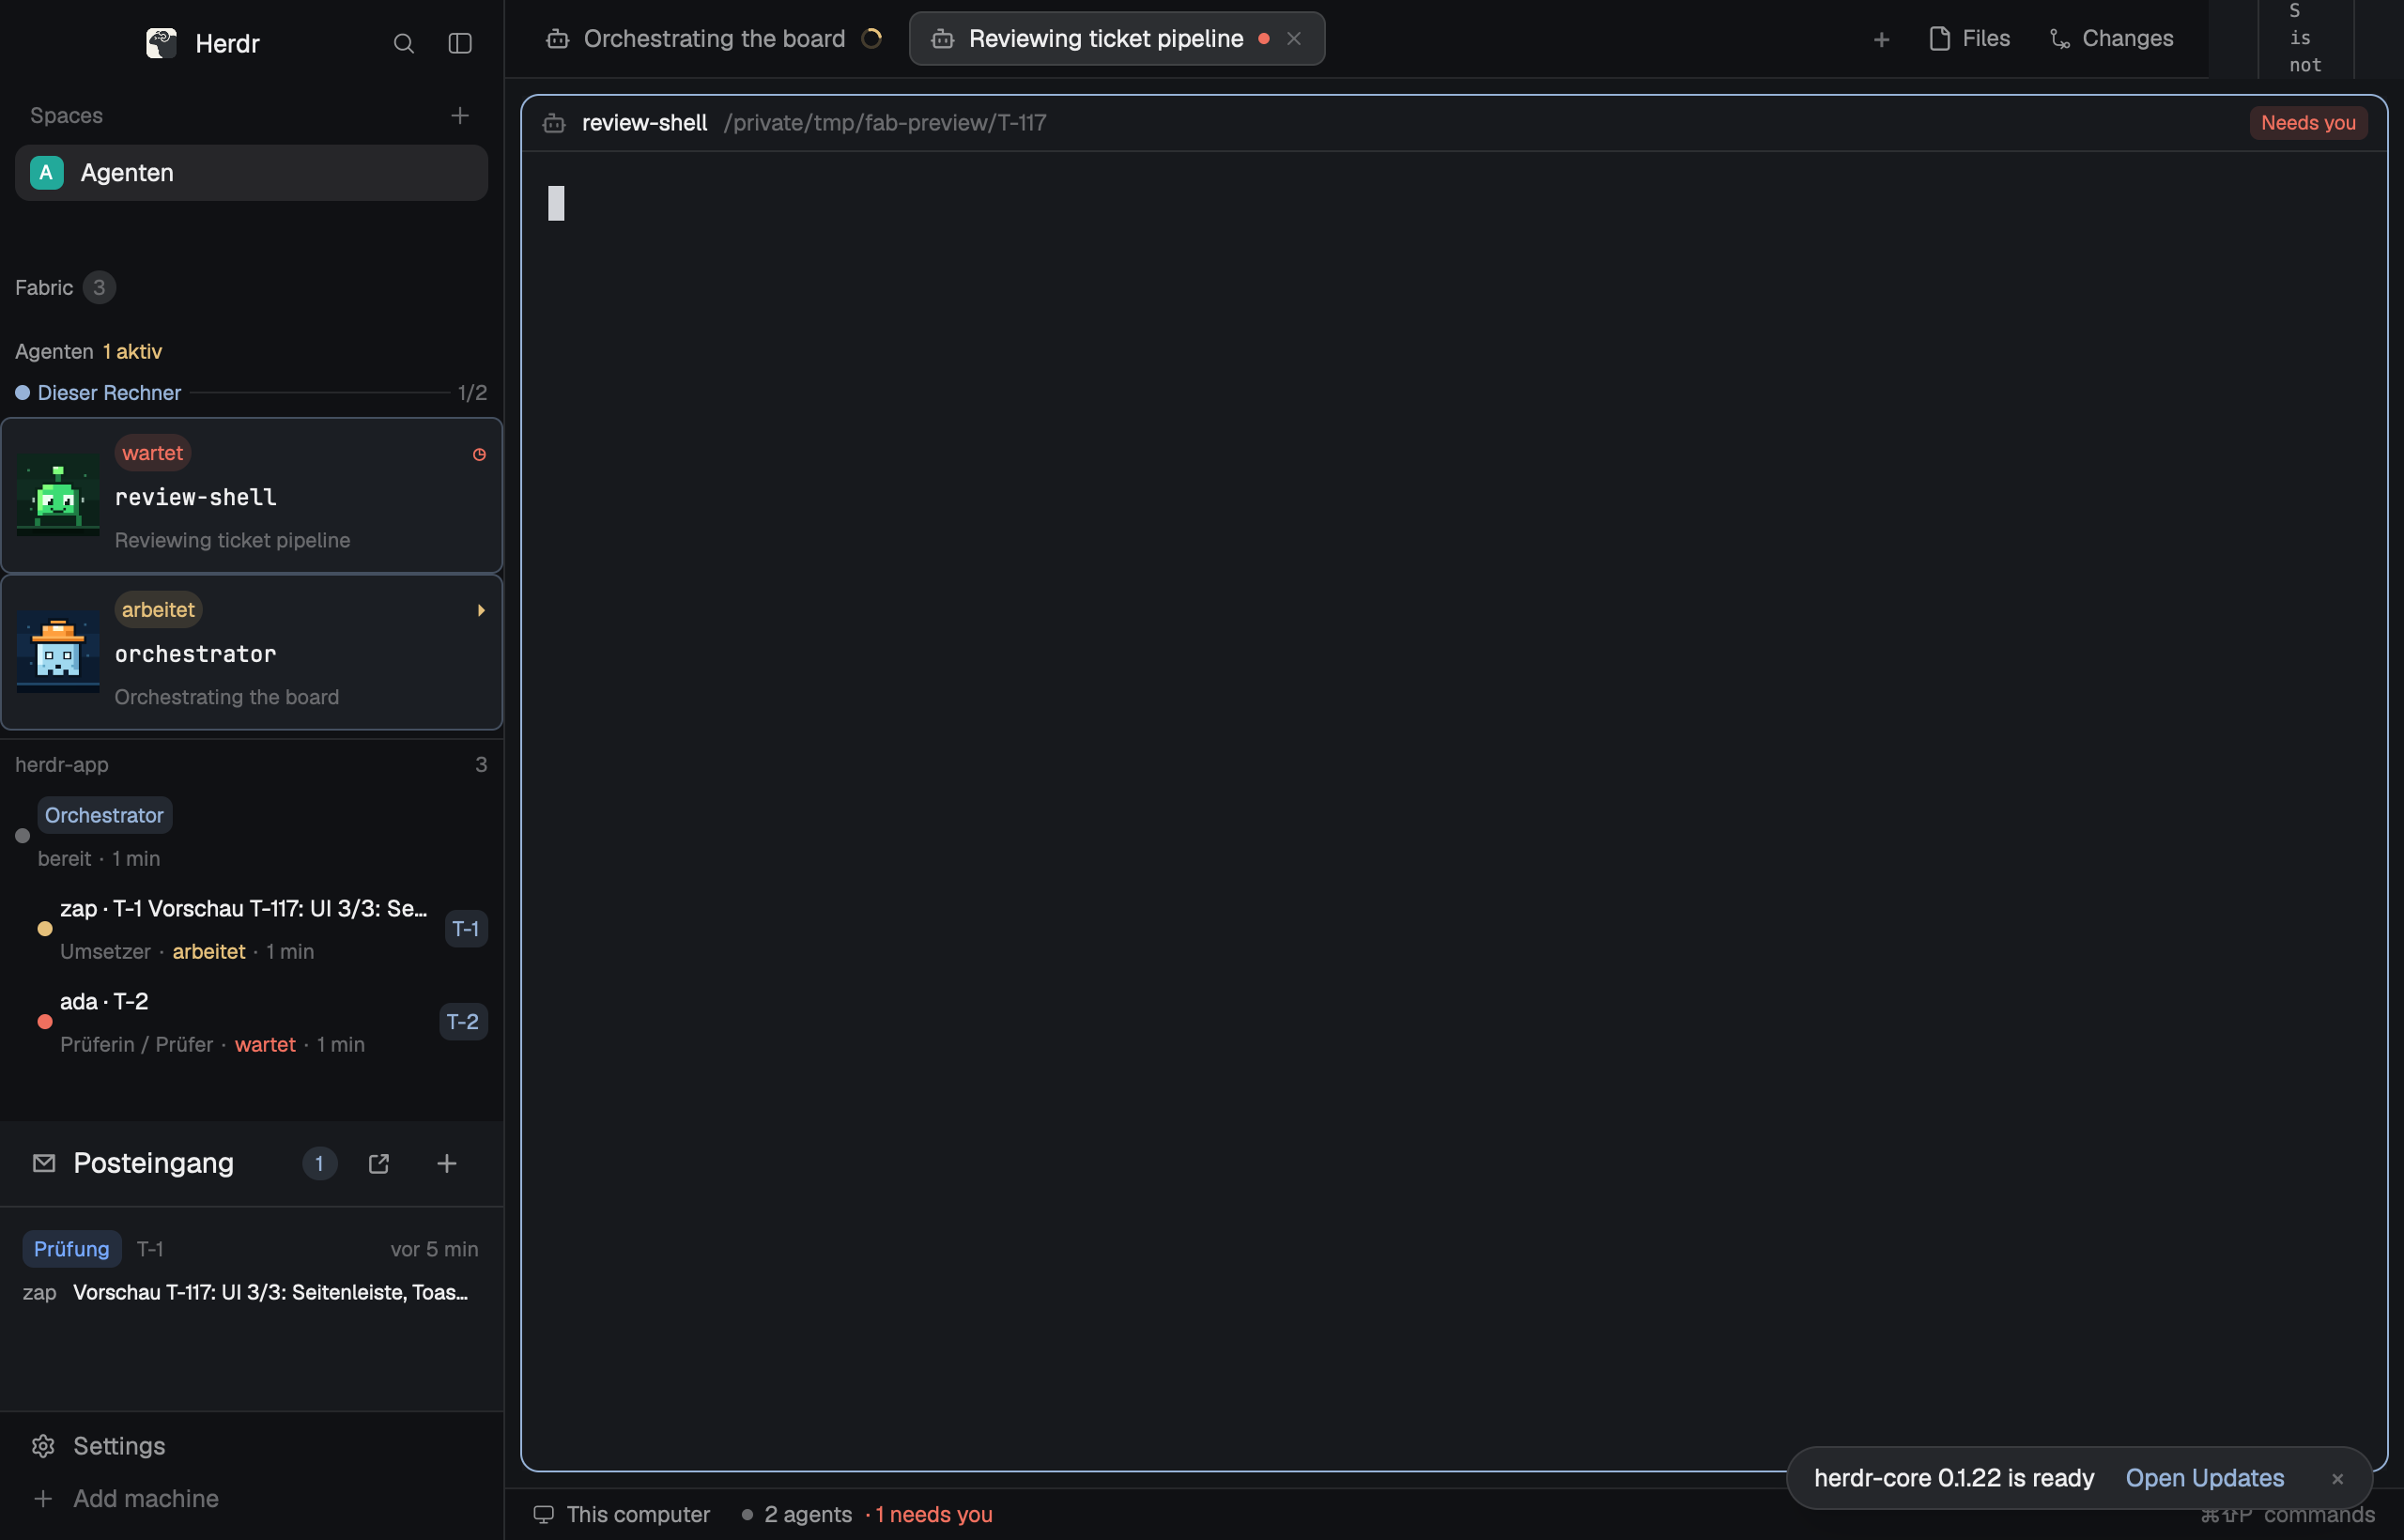 Herdr
Orchestrating the board
Reviewing ticket pipeline
Files
Changes
S
is
not
Spaces
A Agenten
review-shell /private/tmp/fab-preview/T-117
Needs you
Fabric 3
Agenten 1 aktiv
Dieser Rechner 1/2
wartet
review-shell
Reviewing ticket pipeline
arbeitet
orchestrator
Orchestrating the board
herdr-app 3
Orchestrator
bereit · 1 min
zap · T-1 Vorschau T-117: UI 3/3: Se…
T-1
Umsetzer · arbeitet · 1 min
ada · T-2
T-2
Prüferin / Prüfer · wartet · 1 min
Posteingang 1
Prüfung T-1 vor 5 min
zap Vorschau T-117: UI 3/3: Seitenleiste, Toas…
Settings
Add machine
herdr-core 0.1.22 is ready Open Updates ×
This computer 2 agents · 1 needs you
⌘⇧P commands